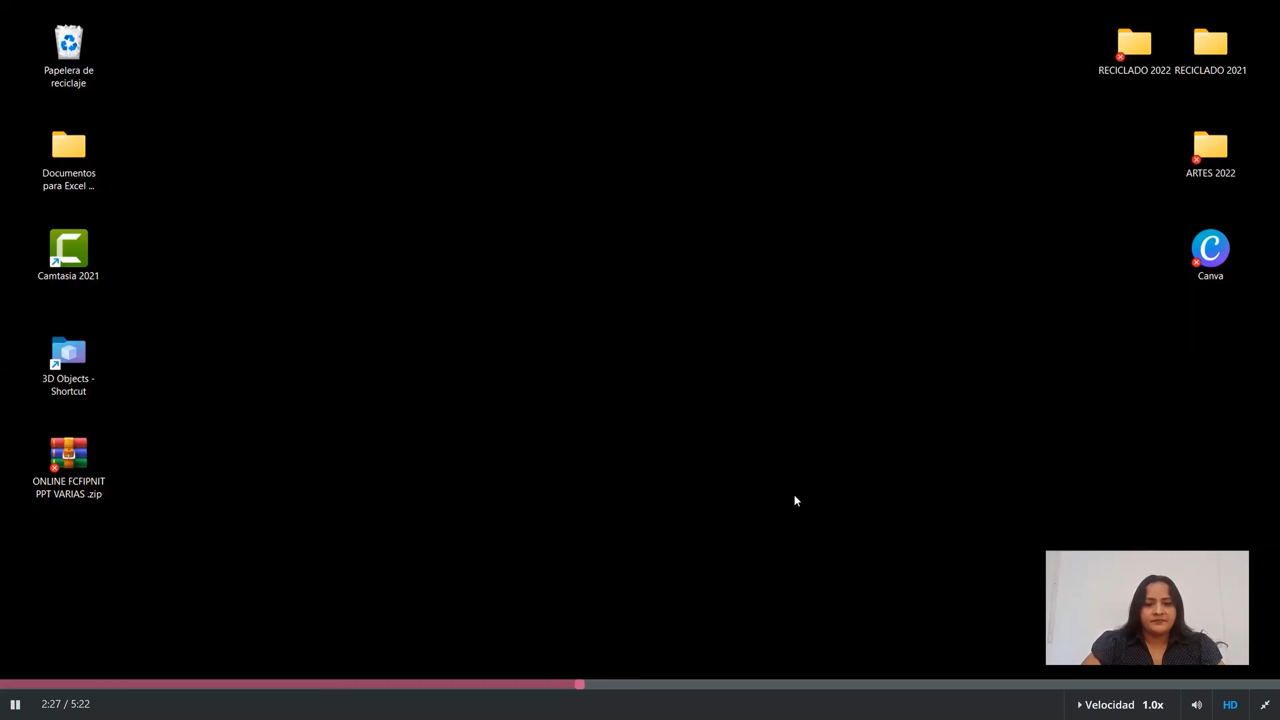 Papelera de
reciclaje
Documentos
para Excel ...
Camtasia 2021
3D Objects -
Shortcut
ONLINE FCFIPNIT
PPT VARIAS .zip
RECICLADO 2022
RECICLADO 2021
ARTES 2022
Canva
2:27 / 5:22
Velocidad 1.0x
HD